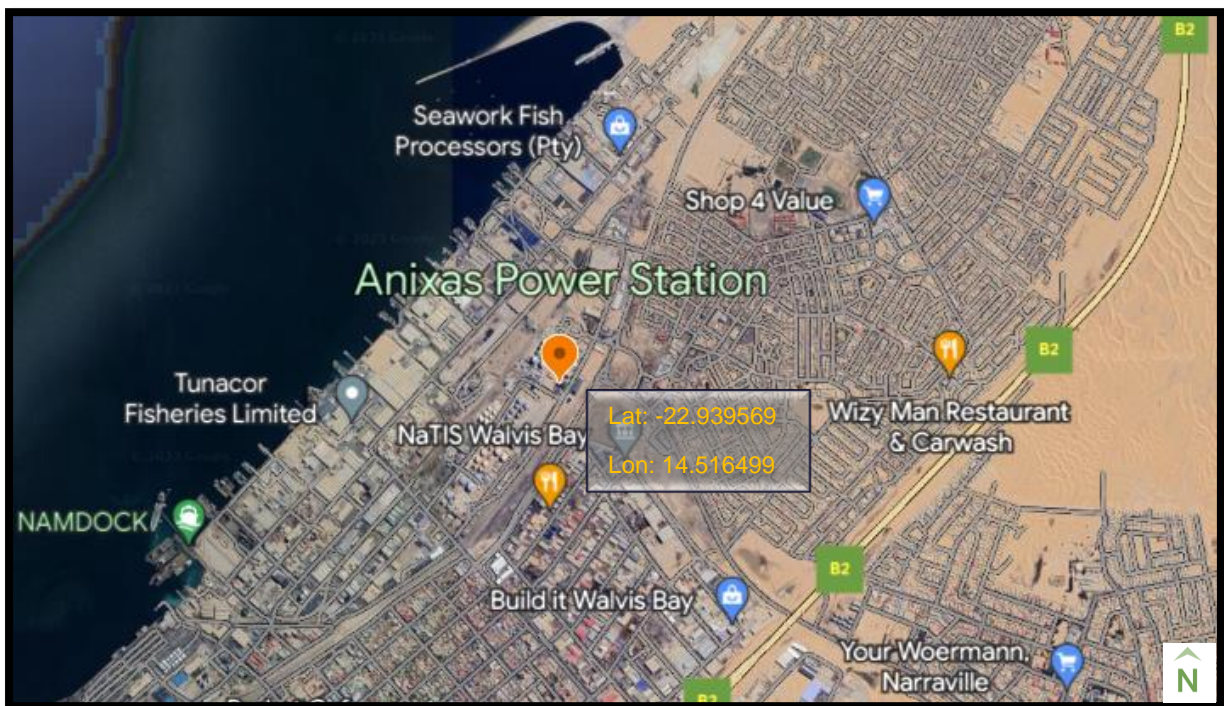 B2
Seawork Fish
Processors (Pty)
Shop 4 Value
Anixas Power Station
B2
Tunacor
Fisheries Limited
Lat: -22.939569
Lon: 14.516499
Wizy Man Restaurant
& Carwash
NaTIS Walvis Bay
NAMDOCK
B2
Build it Walvis Bay
Your Woermann,
Narraville
N
B2